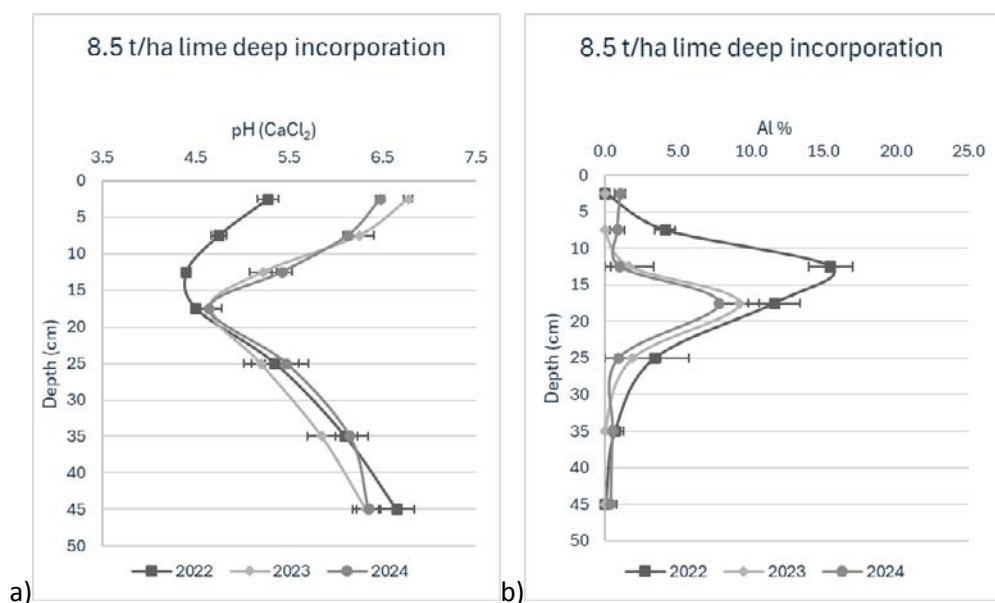 8.5 t/ha lime deep incorporation
pH (CaCl₂)
3.5 4.5 5.5 6.5 7.5
0
5
10
15
20
25
30
35
40
45
50
Depth (cm)
2022 2023 2024
a)
8.5 t/ha lime deep incorporation
Al %
0.0 5.0 10.0 15.0 20.0 25.0
0
5
10
15
20
25
30
35
40
45
50
Depth (cm)
2022 2023 2024
b)